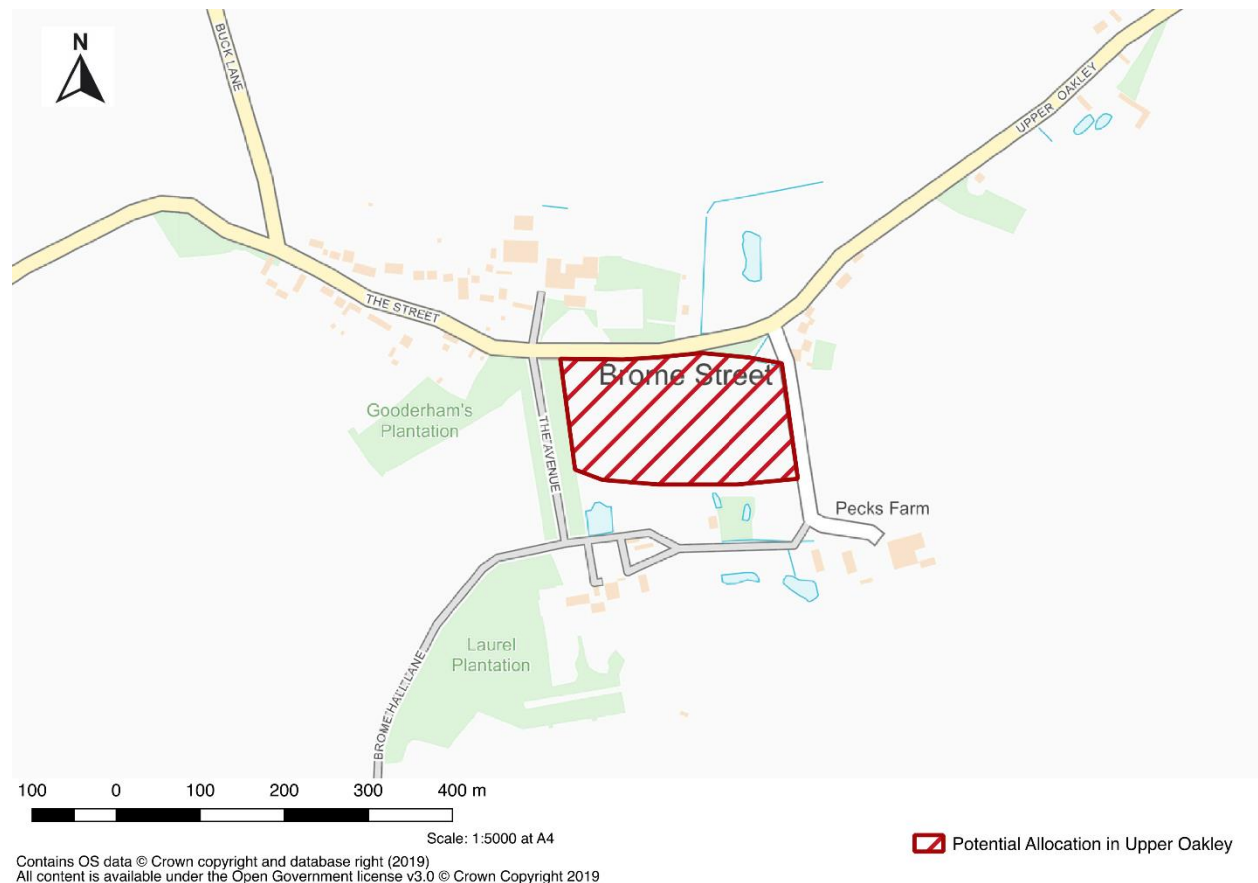 N
BUCK LANE
UPPER OAKLEY
THE STREET
Brome Street
Gooderham's
Plantation
THE AVENUE
Pecks Farm
Laurel
Plantation
BROME HALL LANE
100 0 100 200 300 400 m
Scale: 1:5000 at A4
Potential Allocation in Upper Oakley
Contains OS data © Crown copyright and database right (2019)
All content is available under the Open Government license v3.0 © Crown Copyright 2019